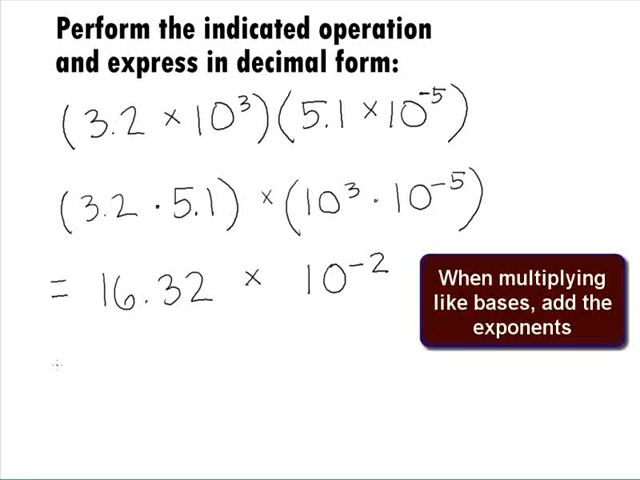 Perform the indicated operation
and express in decimal form:
(3.2 × 10³)(5.1 × 10⁻⁵)
(3.2 · 5.1) × (10³ · 10⁻⁵)
= 16.32 × 10⁻²
When multiplying
like bases, add the
exponents